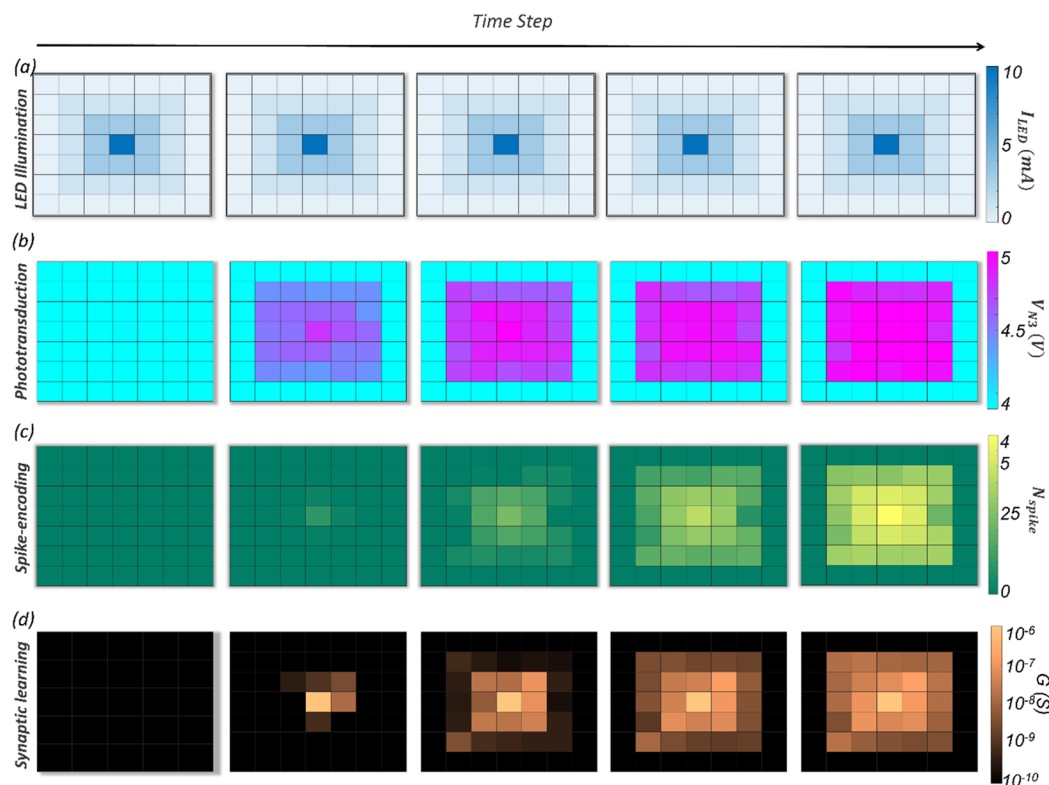 Time Step
(a)
LED Illumination
10
5
0
I_LED (mA)
(b)
Phototransduction
5
4.5
4
V_N3 (V)
(c)
Spike-encoding
4
5
25
0
N_spike
(d)
Synaptic learning
10⁻⁶
10⁻⁷
10⁻⁸
10⁻⁹
10⁻¹⁰
G (S)